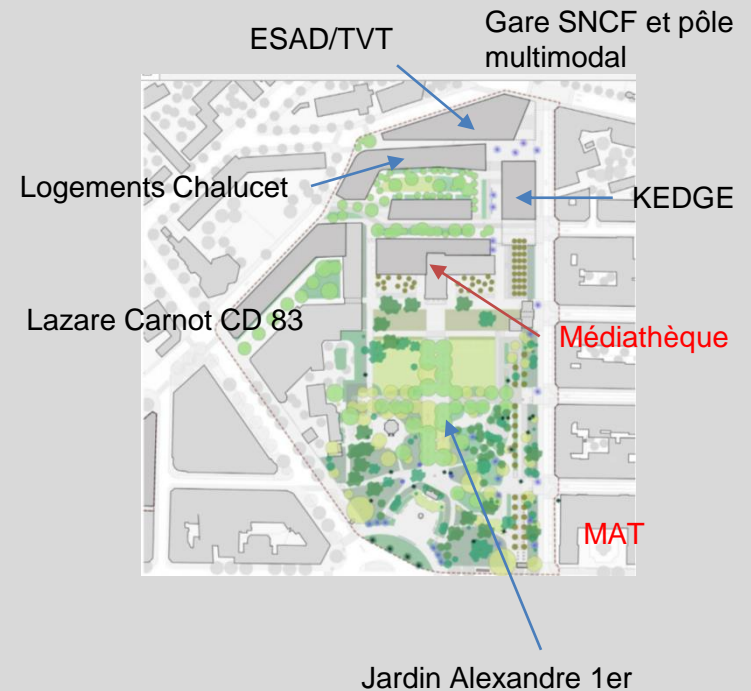 ESAD/TVT
Gare SNCF et pôle
multimodal
Logements Chalucet
KEDGE
Lazare Carnot CD 83
Médiathèque
MAT
Jardin Alexandre 1er